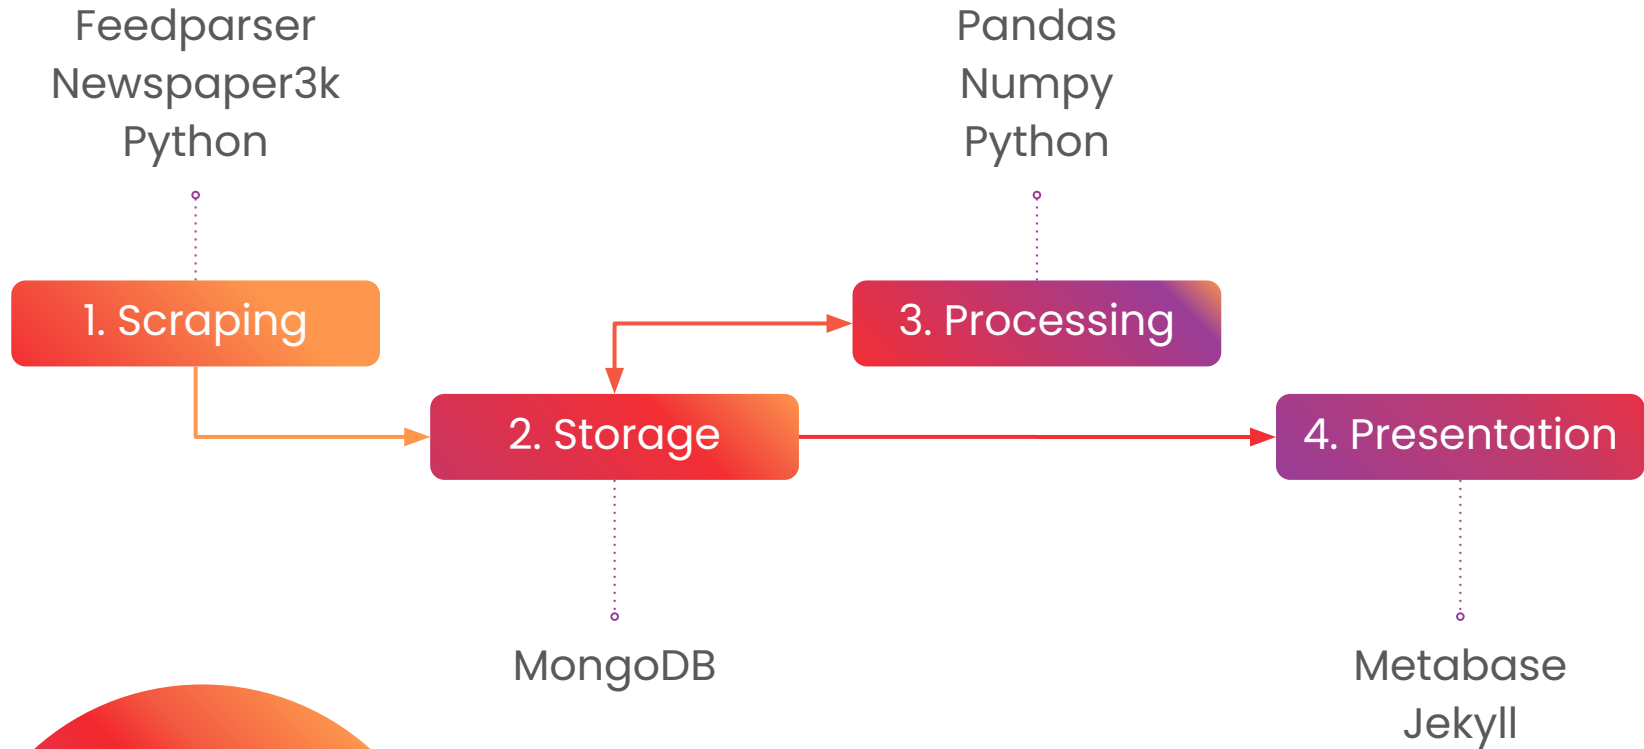 Feedparser
Newspaper3k
Python
Pandas
Numpy
Python
1. Scraping
3. Processing
2. Storage
4. Presentation
MongoDB
Metabase
Jekyll